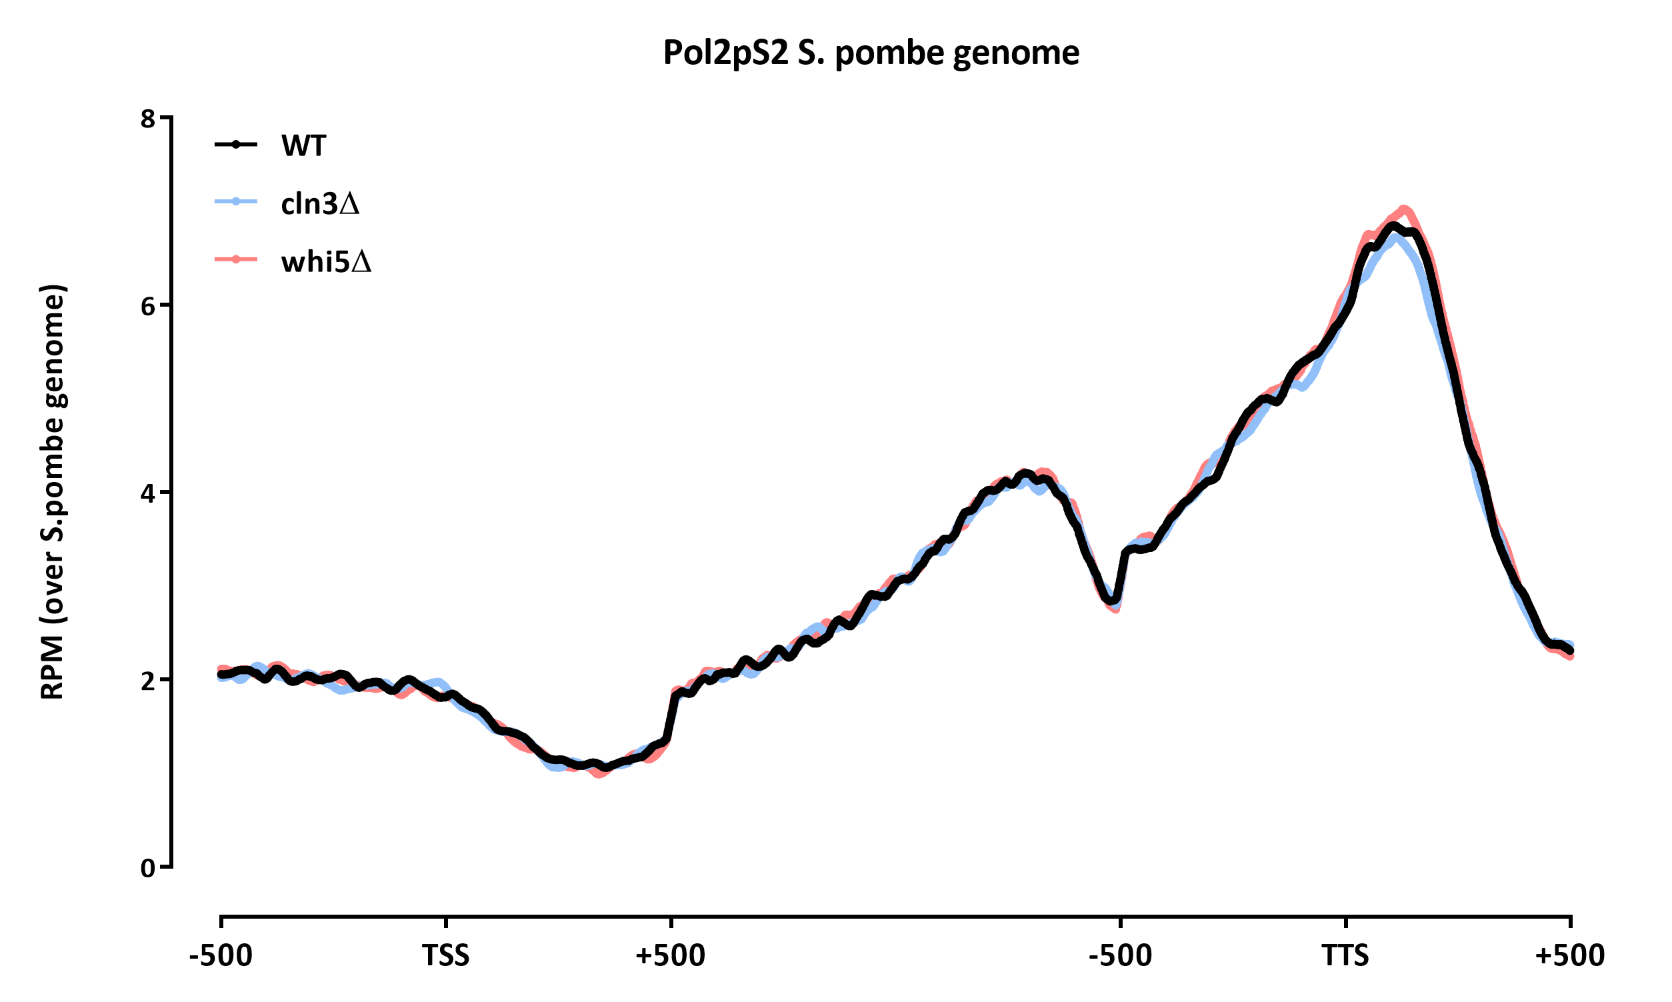 Pol2pS2 S. pombe genome
8
WT
cln3Δ
whi5Δ
6
RPM (over S.pombe genome)
4
2
0
-500 TSS +500 -500 TTS +500